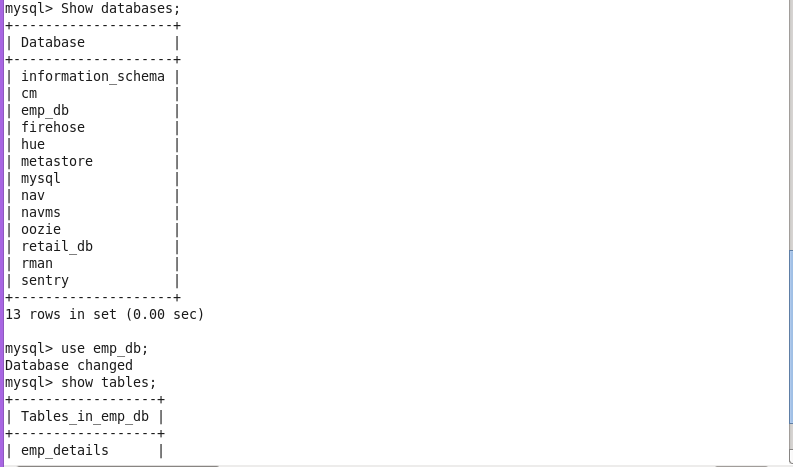 mysql> Show databases;
+--------------------+
| Database           |
+--------------------+
| information_schema |
| cm                 |
| emp_db             |
| firehose           |
| hue                |
| metastore          |
| mysql              |
| nav                |
| navms              |
| oozie              |
| retail_db          |
| rman               |
| sentry             |
+--------------------+
13 rows in set (0.00 sec)

mysql> use emp_db;
Database changed
mysql> show tables;
+------------------+
| Tables_in_emp_db |
+------------------+
| emp_details      |